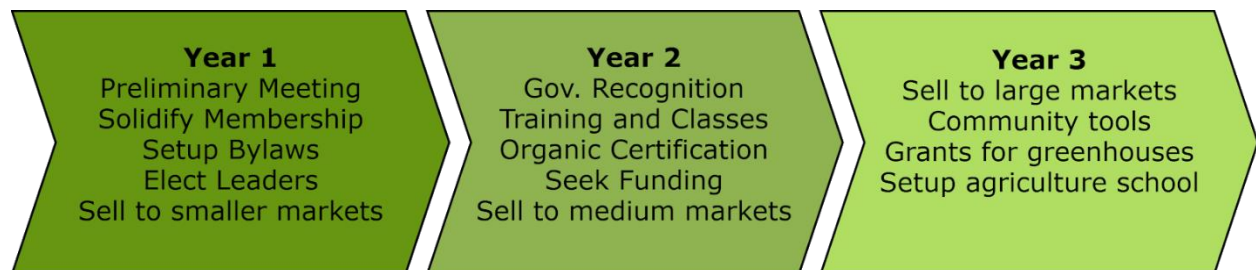 Year 1
Preliminary Meeting
Solidify Membership
Setup Bylaws
Elect Leaders
Sell to smaller markets
Year 2
Gov. Recognition
Training and Classes
Organic Certification
Seek Funding
Sell to medium markets
Year 3
Sell to large markets
Community tools
Grants for greenhouses
Setup agriculture school